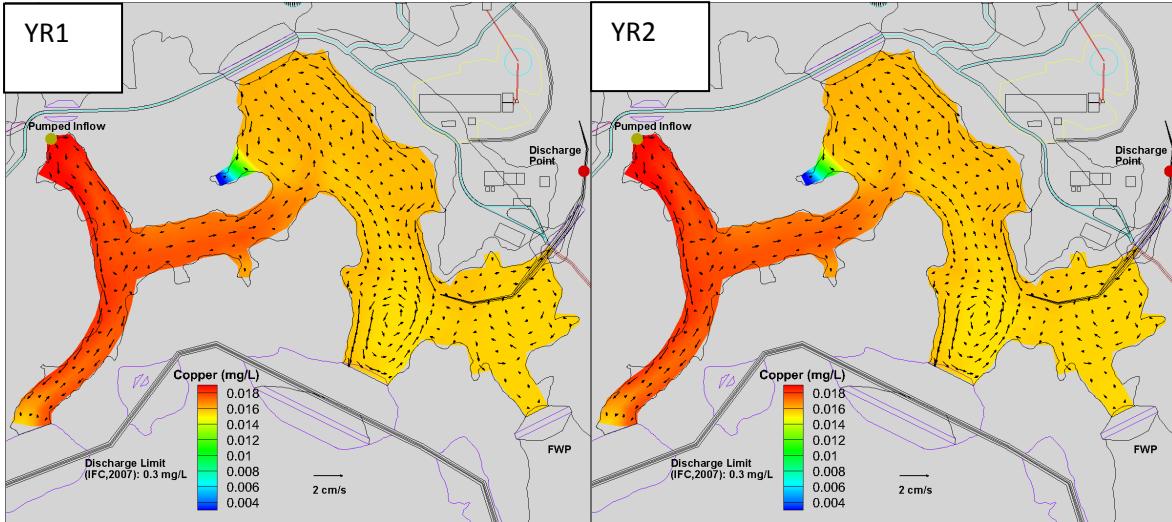 YR1
Pumped Inflow
Discharge
Point
Copper (mg/L)
0.018
0.016
0.014
0.012
0.01
0.008
0.006
0.004
Discharge Limit
(IFC,2007): 0.3 mg/L
2 cm/s
FWP
YR2
Pumped Inflow
Discharge
Point
Copper (mg/L)
0.018
0.016
0.014
0.012
0.01
0.008
0.006
0.004
Discharge Limit
(IFC,2007): 0.3 mg/L
2 cm/s
FWP